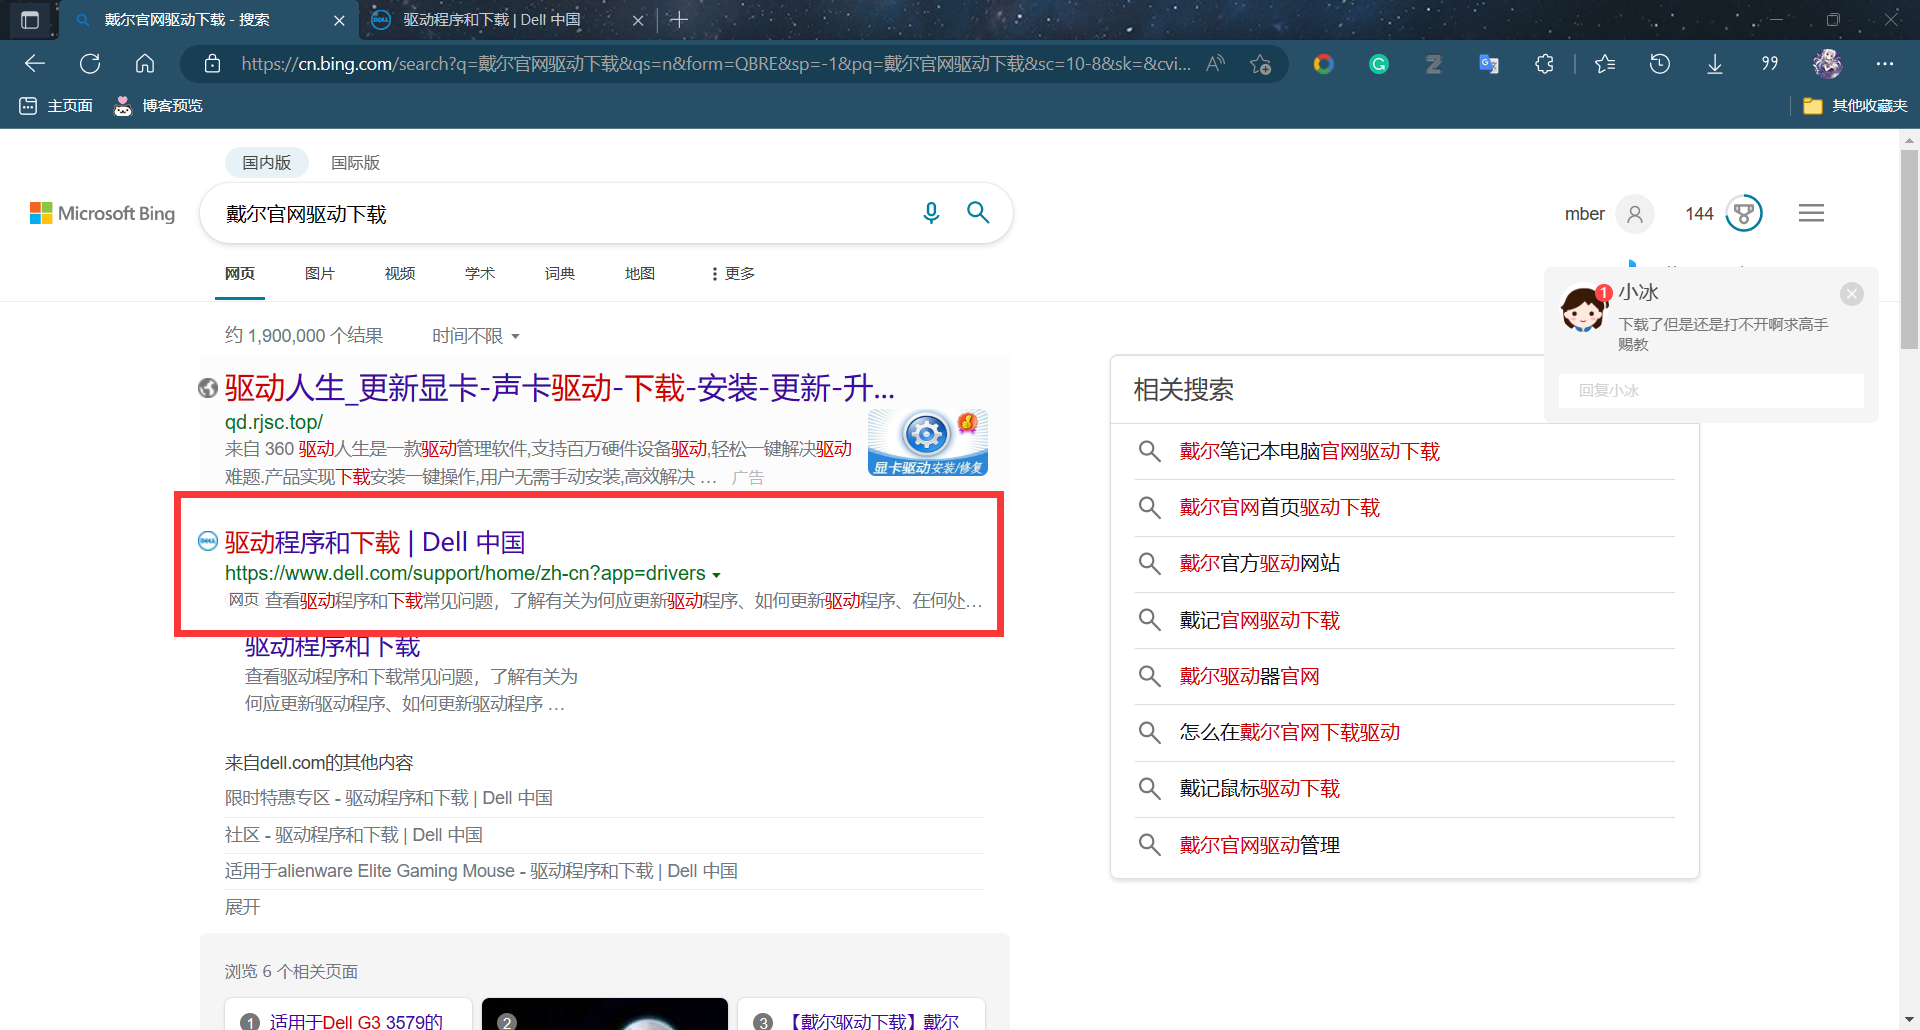 戴尔官网驱动下载 - 搜索
驱动程序和下载 | Dell 中国
https://cn.bing.com/search?q=戴尔官网驱动下载&qs=n&form=QBRE&sp=-1&pq=戴尔官网驱动下载&sc=10-8&sk=&cvi...
主页面
博客预览
其他收藏夹
国内版
国际版
Microsoft Bing
戴尔官网驱动下载
mber
144
网页
图片
视频
学术
词典
地图
更多
约 1,900,000 个结果
时间不限
1
小冰
下载了但是还是打不开啊求高手
赐教
回复小冰
驱动人生_更新显卡-声卡驱动-下载-安装-更新-升...
qd.rjsc.top/
来自 360 驱动人生是一款驱动管理软件,支持百万硬件设备驱动,轻松一键解决驱动
难题.产品实现下载安装一键操作,用户无需手动安装,高效解决 …
广告
显卡驱动安装/修复
驱动程序和下载 | Dell 中国
https://www.dell.com/support/home/zh-cn?app=drivers
网页 查看驱动程序和下载常见问题，了解有关为何应更新驱动程序、如何更新驱动程序、在何处…
驱动程序和下载
查看驱动程序和下载常见问题，了解有关为
何应更新驱动程序、如何更新驱动程序 …
来自dell.com的其他内容
限时特惠专区 - 驱动程序和下载 | Dell 中国
社区 - 驱动程序和下载 | Dell 中国
适用于alienware Elite Gaming Mouse - 驱动程序和下载 | Dell 中国
展开
浏览 6 个相关页面
1
适用于Dell G3 3579的
2
3
【戴尔驱动下载】戴尔
相关搜索
戴尔笔记本电脑官网驱动下载
戴尔官网首页驱动下载
戴尔官方驱动网站
戴记官网驱动下载
戴尔驱动器官网
怎么在戴尔官网下载驱动
戴记鼠标驱动下载
戴尔官网驱动管理